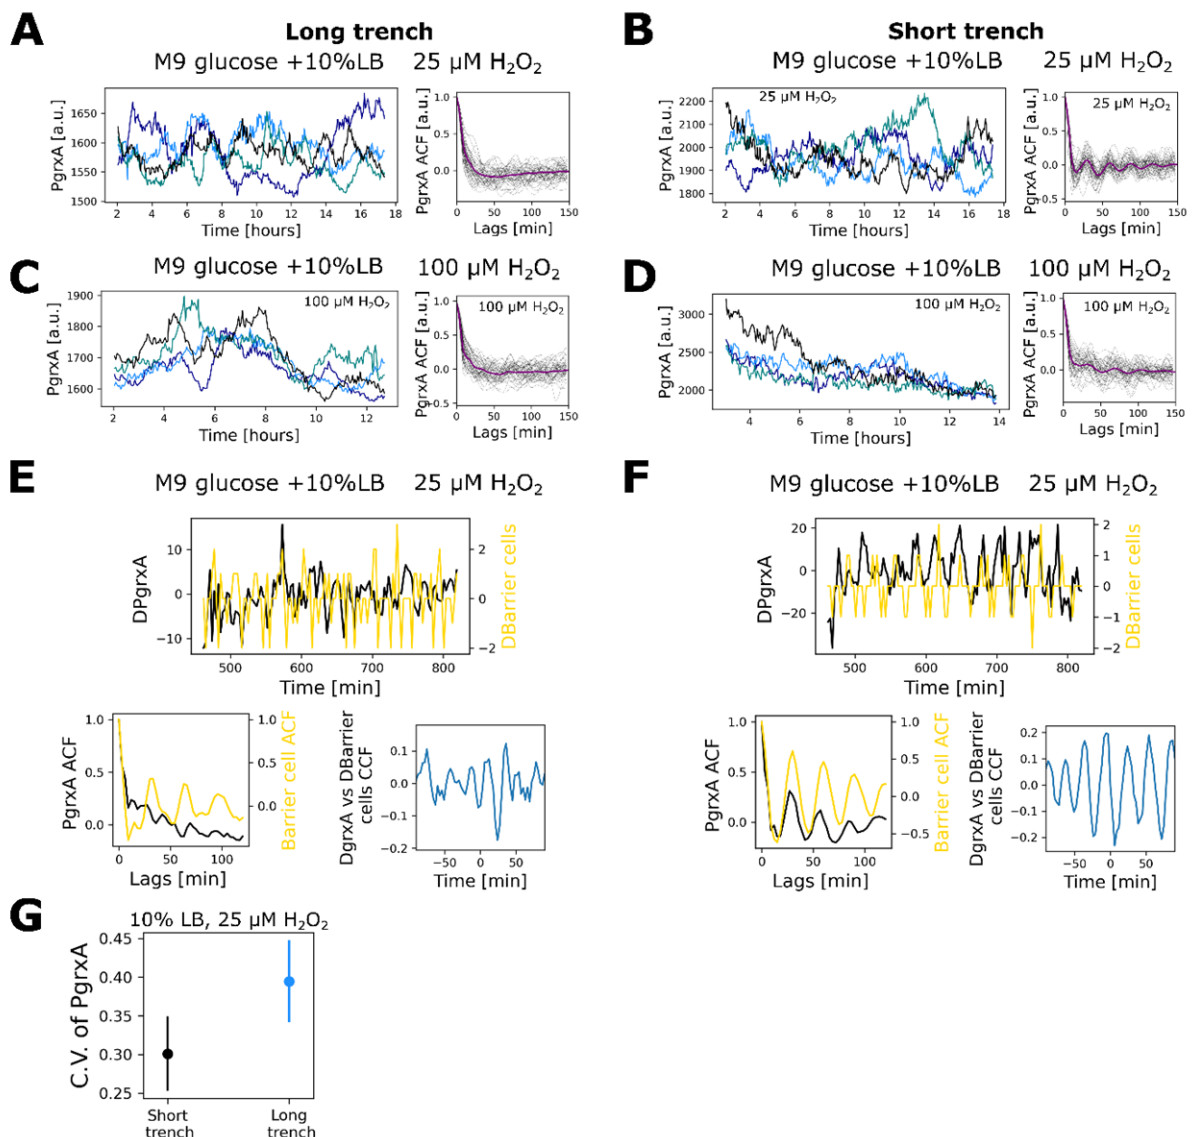 A
Long trench
M9 glucose +10%LB
25 µM H₂O₂
PgrxA [a.u.]
1650
1600
1550
1500
2 4 6 8 10 12 14 16 18
Time [hours]
PgrxA ACF [a.u.]
1.0
0.5
0.0
−0.5
0 50 100 150
Lags [min]
B
Short trench
M9 glucose +10%LB
25 µM H₂O₂
25 µM H₂O₂
PgrxA [a.u.]
2200
2100
2000
1900
1800
2 4 6 8 10 12 14 16 18
Time [hours]
25 µM H₂O₂
PgrxA ACF [a.u.]
1.0
0.5
0.0
−0.5
0 50 100 150
Lags [min]
C
M9 glucose +10%LB
100 µM H₂O₂
100 µM H₂O₂
PgrxA [a.u.]
1900
1800
1700
1600
2 4 6 8 10 12
Time [hours]
100 µM H₂O₂
PgrxA ACF [a.u.]
1.0
0.5
0.0
−0.5
0 50 100 150
Lags [min]
D
M9 glucose +10%LB
100 µM H₂O₂
100 µM H₂O₂
PgrxA [a.u.]
3000
2500
2000
4 6 8 10 12 14
Time [hours]
100 µM H₂O₂
PgrxA ACF [a.u.]
1.0
0.5
0.0
0 50 100 150
Lags [min]
E
M9 glucose +10%LB
25 µM H₂O₂
DPgrxA
10
0
−10
2
0
−2
DBarrier cells
500 600 700 800
Time [min]
PgrxA ACF
1.0
0.5
0.0
1.0
0.5
0.0
Barrier cell ACF
0 50 100
Lags [min]
DgrxA vs DBarrier
cells CCF
0.1
0.0
−0.1
−0.2
−50 0 50
Time [min]
F
M9 glucose +10%LB
25 µM H₂O₂
DPgrxA
20
0
−20
2
1
0
−1
−2
DBarrier cells
500 600 700 800
Time [min]
PgrxA ACF
1.0
0.5
0.0
1.0
0.5
0.0
−0.5
Barrier cell ACF
0 50 100
Lags [min]
DgrxA vs DBarrier
cells CCF
0.2
0.1
0.0
−0.1
−0.2
−50 0 50
Time [min]
G
10% LB, 25 µM H₂O₂
C.V. of PgrxA
0.45
0.40
0.35
0.30
0.25
Short
trench
Long
trench